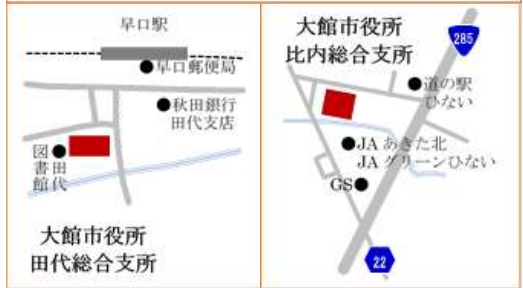 早口駅
早口郵便局
秋田銀行
田代支店
田代
図書館
大館市役所
田代総合支所
大館市役所
比内総合支所
285
道の駅
ひない
JA あきた北
JA グリーンひない
GS
22